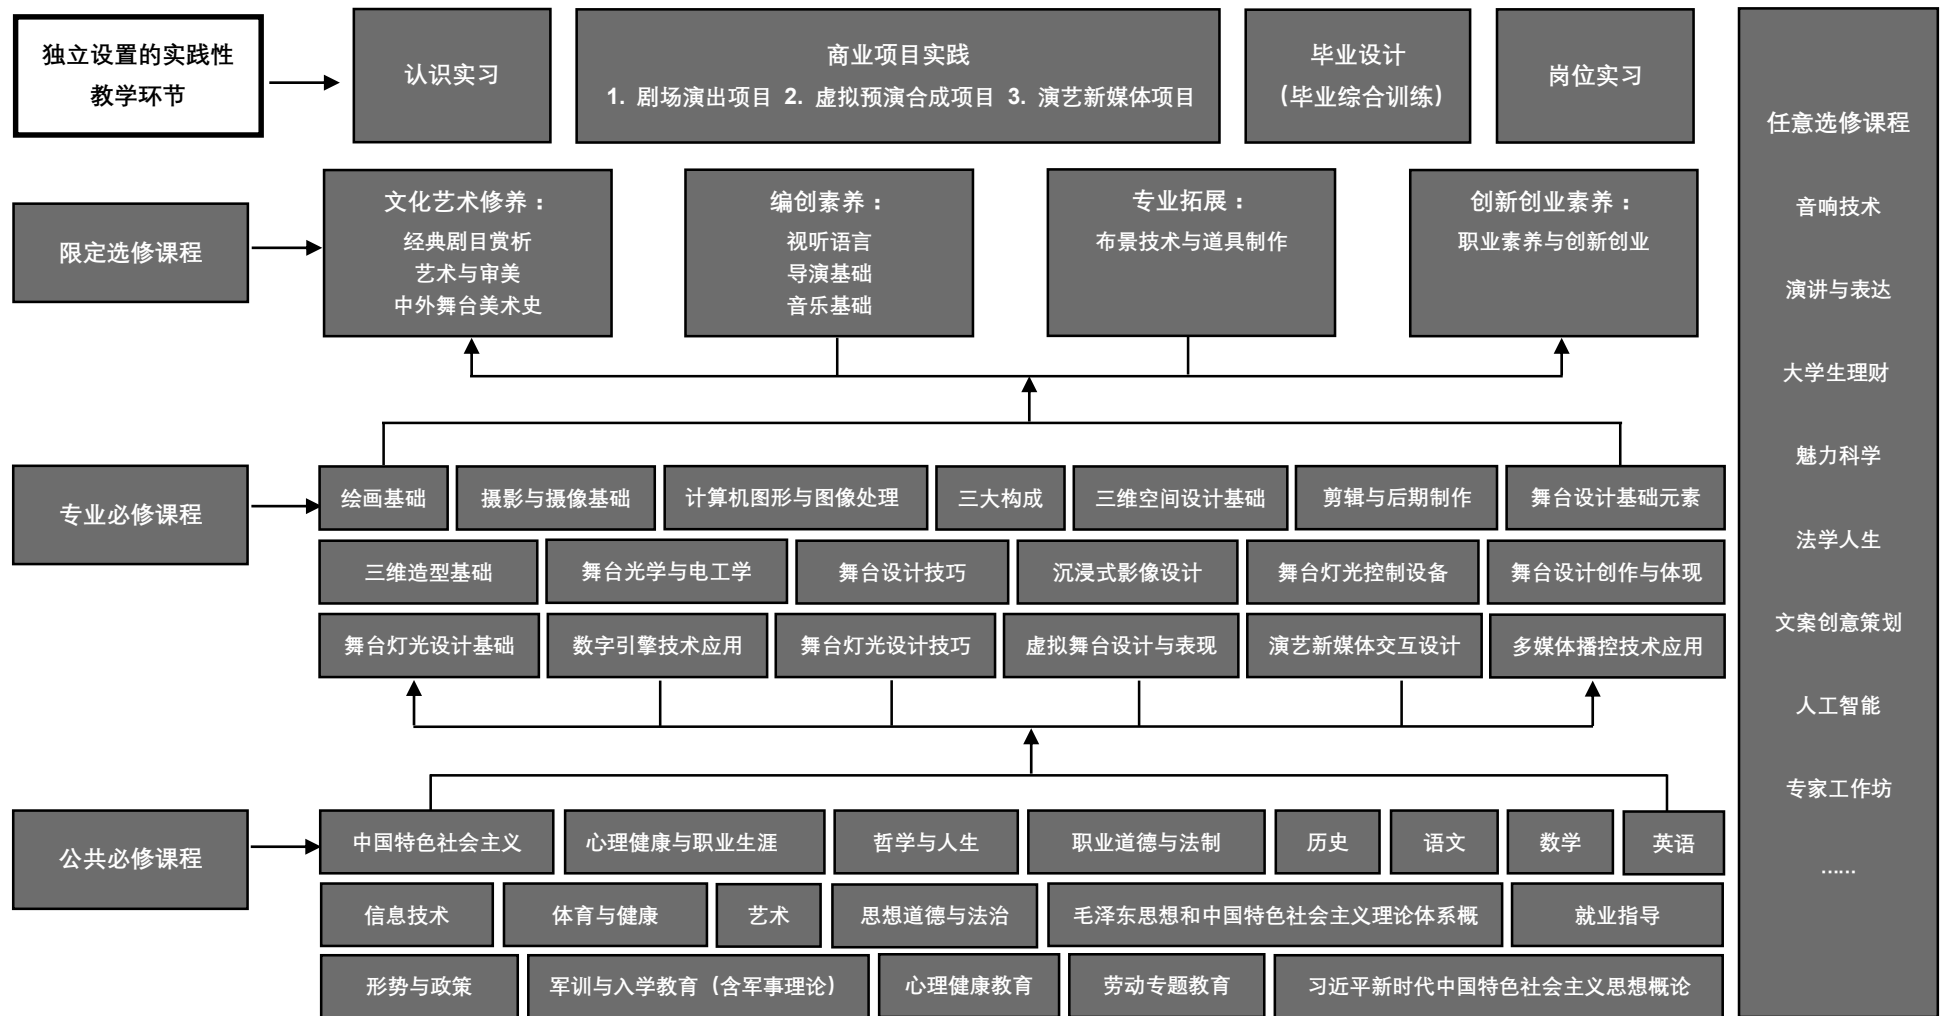 独立设置的实践性
教学环节
认识实习
商业项目实践
1. 剧场演出项目 2. 虚拟预演合成项目 3. 演艺新媒体项目
毕业设计
（毕业综合训练）
岗位实习
限定选修课程
文化艺术修养：
经典剧目赏析
艺术与审美
中外舞台美术史
编创素养：
视听语言
导演基础
音乐基础
专业拓展：
布景技术与道具制作
创新创业素养：
职业素养与创新创业
专业必修课程
绘画基础
摄影与摄像基础
计算机图形与图像处理
三大构成
三维空间设计基础
剪辑与后期制作
舞台设计基础元素
三维造型基础
舞台光学与电工学
舞台设计技巧
沉浸式影像设计
舞台灯光控制设备
舞台设计创作与体现
舞台灯光设计基础
数字引擎技术应用
舞台灯光设计技巧
虚拟舞台设计与表现
演艺新媒体交互设计
多媒体播控技术应用
公共必修课程
中国特色社会主义
心理健康与职业生涯
哲学与人生
职业道德与法制
历史
语文
数学
英语
信息技术
体育与健康
艺术
思想道德与法治
毛泽东思想和中国特色社会主义理论体系概
就业指导
形势与政策
军训与入学教育（含军事理论）
心理健康教育
劳动专题教育
习近平新时代中国特色社会主义思想概论
任意选修课程
音响技术
演讲与表达
大学生理财
魅力科学
法学人生
文案创意策划
人工智能
专家工作坊
……